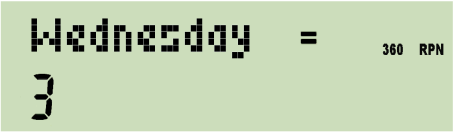 Wednesday =
360 RPN
3